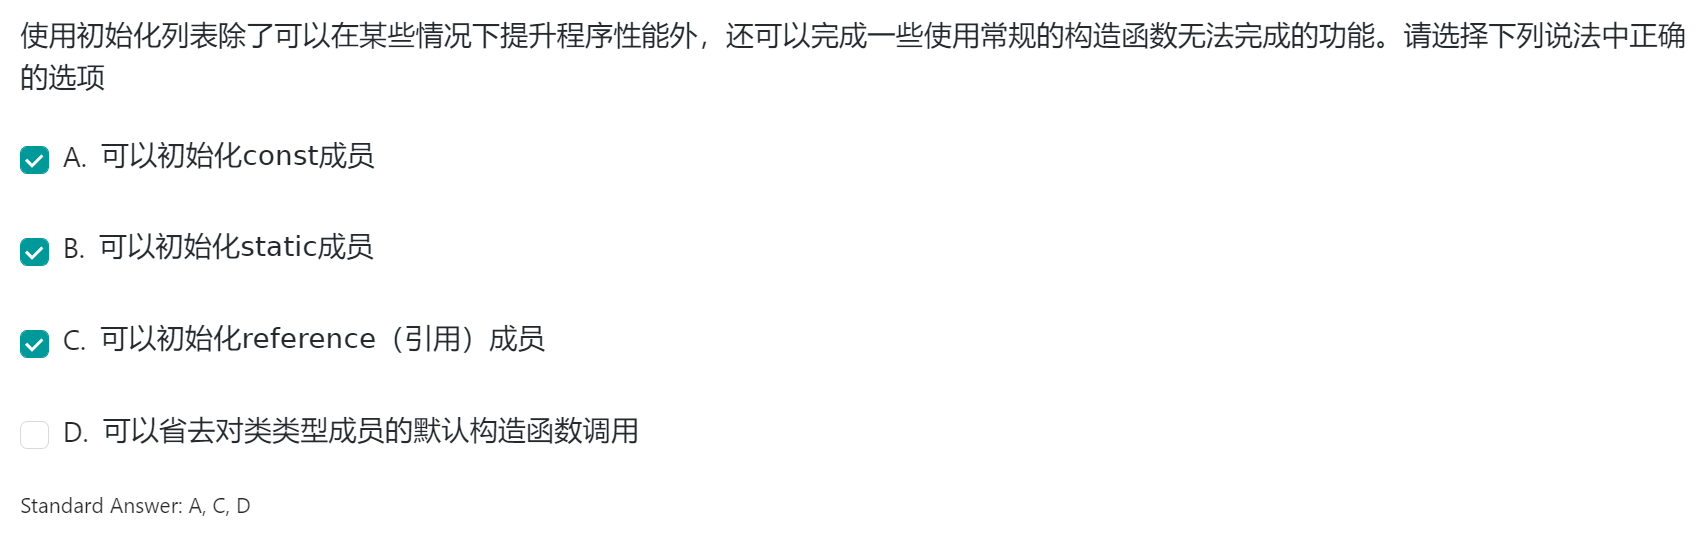 使用初始化列表除了可以在某些情况下提升程序性能外，还可以完成一些使用常规的构造函数无法完成的功能。请选择下列说法中正确
的选项
A. 可以初始化const成员
B. 可以初始化static成员
C. 可以初始化reference（引用）成员
D. 可以省去对类类型成员的默认构造函数调用
Standard Answer: A, C, D